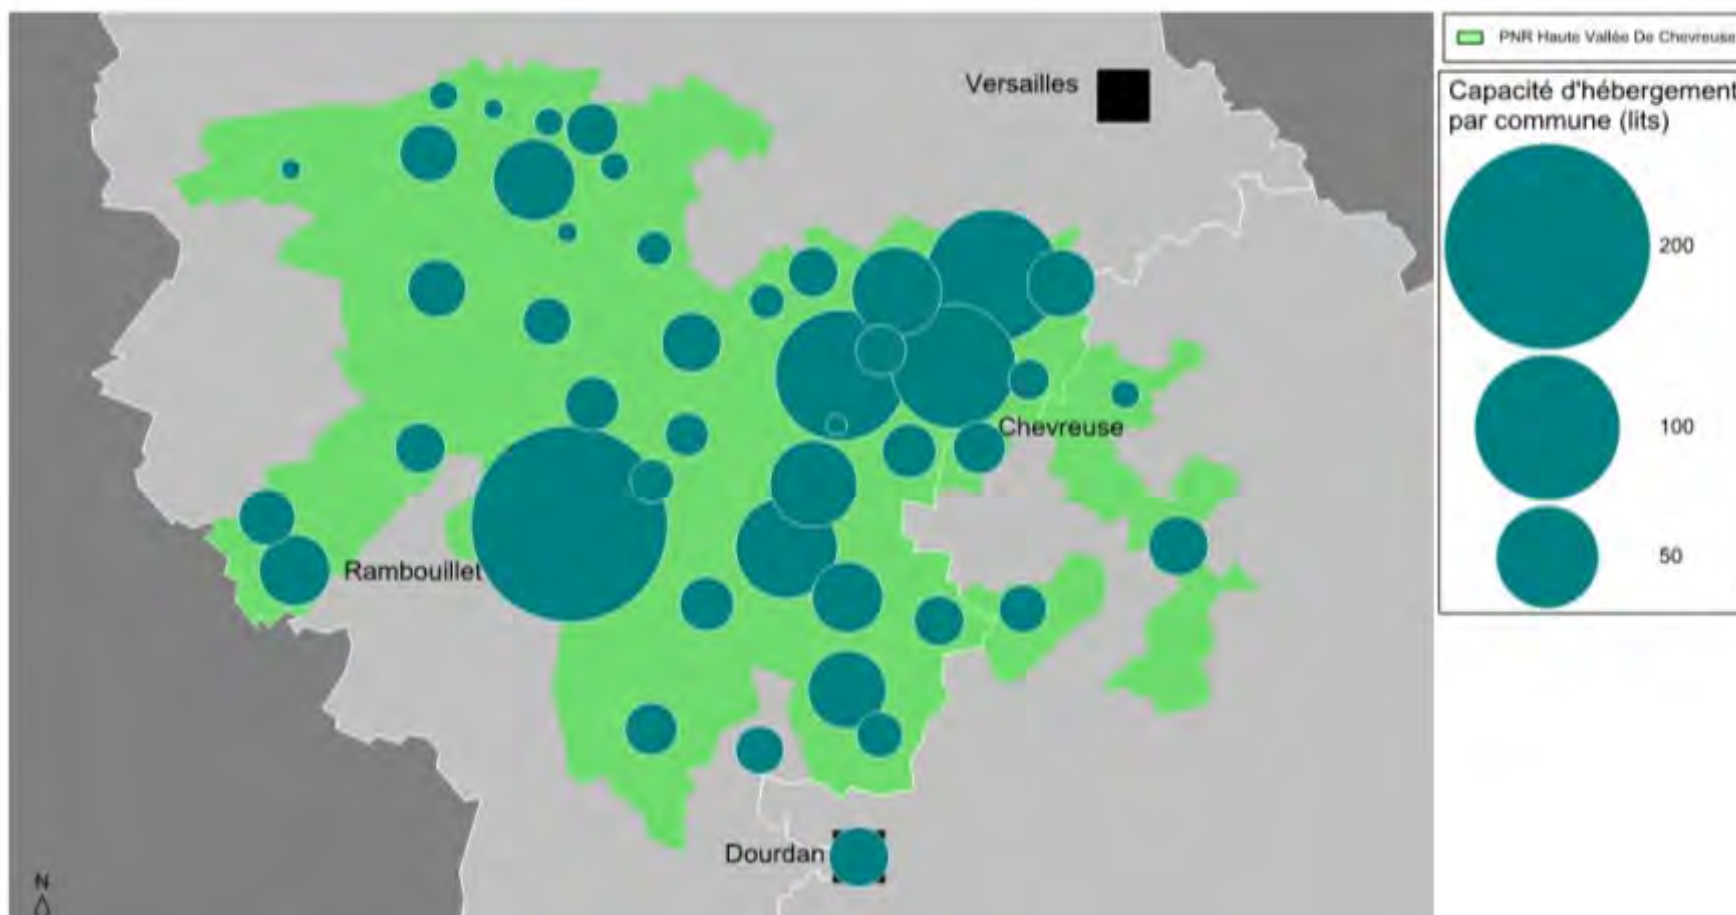 Versailles
Chevreuse
Rambouillet
Dourdan
N
PNR Haute Vallée De Chevreuse
Capacité d'hébergement
par commune (lits)
200
100
50